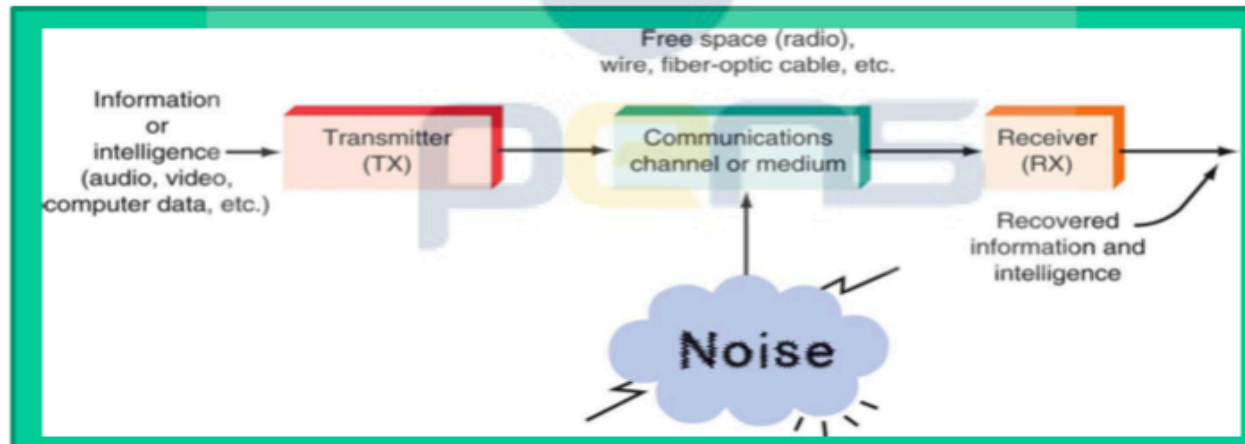 Free space (radio),
wire, fiber-optic cable, etc.
Information
or
intelligence
(audio, video,
computer data, etc.)
Transmitter
(TX)
Communications
channel or medium
Receiver
(RX)
Recovered
information and
intelligence
Noise